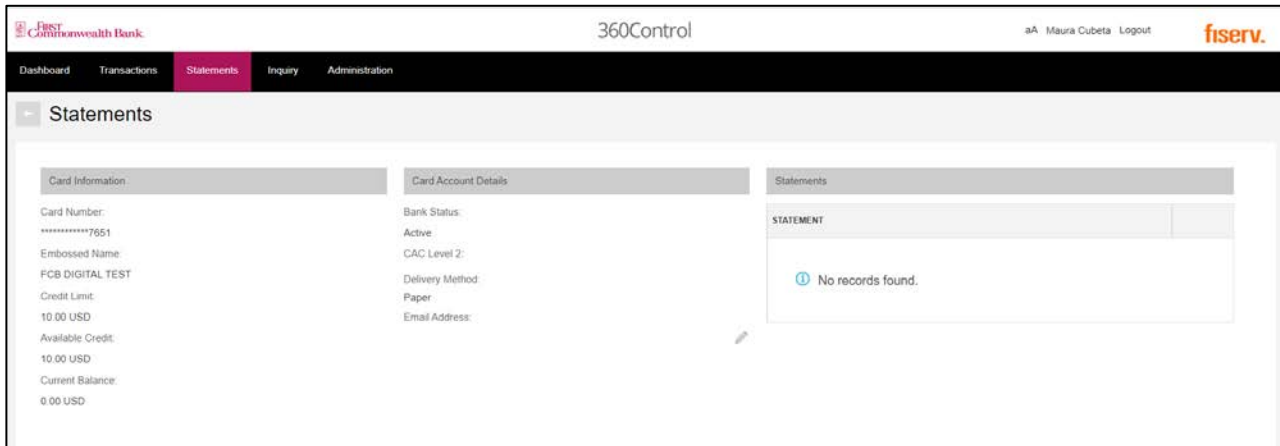 FIRST
Commonwealth Bank.
360Control
aA Maura Cubeta Logout
fiserv.
Dashboard Transactions Statements Inquiry Administration
Statements
Card Information
Card Number:
************7651
Embossed Name:
FCB DIGITAL TEST
Credit Limit:
10.00 USD
Available Credit:
10.00 USD
Current Balance:
0.00 USD
Card Account Details
Bank Status:
Active
CAC Level 2:
Delivery Method:
Paper
Email Address:
Statements
STATEMENT
No records found.